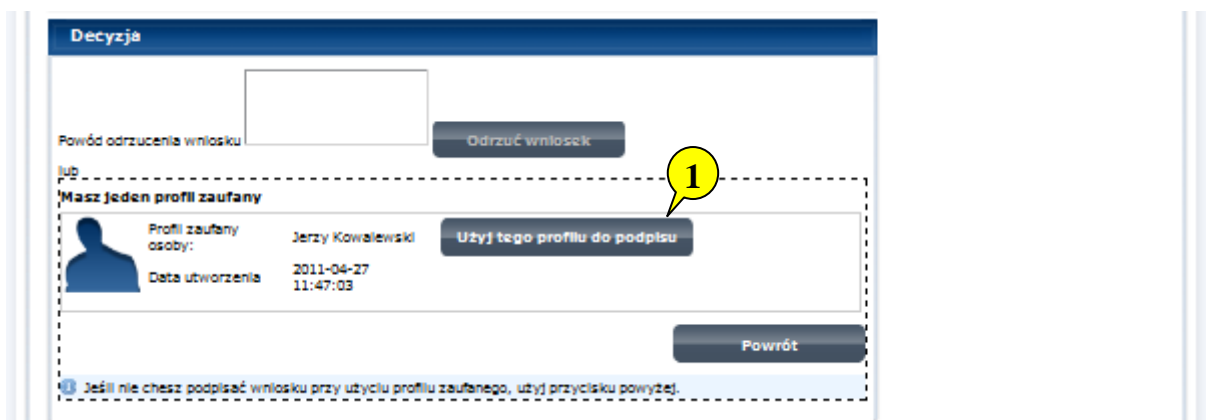 Decyzja
Powód odrzucenia wniosku
Odrzuć wniosek
lub
1
Masz jeden profil zaufany
Profil zaufany osoby: Jerzy Kowalewski
Użyj tego profilu do podpisu
Data utworzenia 2011-04-27 11:47:03
Powrót
Jeśli nie chesz podpisać wniosku przy użyciu profilu zaufanego, użyj przycisku powyżej.